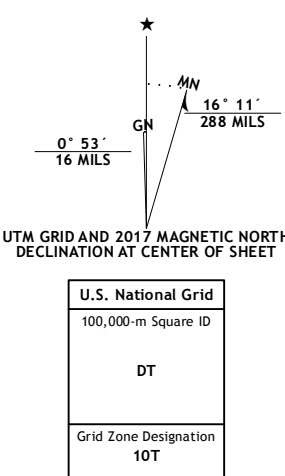 ★
MN
GN
0° 53´
16 MILS
16° 11´
288 MILS
UTM GRID AND 2017 MAGNETIC NORTH
DECLINATION AT CENTER OF SHEET
U.S. National Grid
100,000-m Square ID
DT
Grid Zone Designation
10T